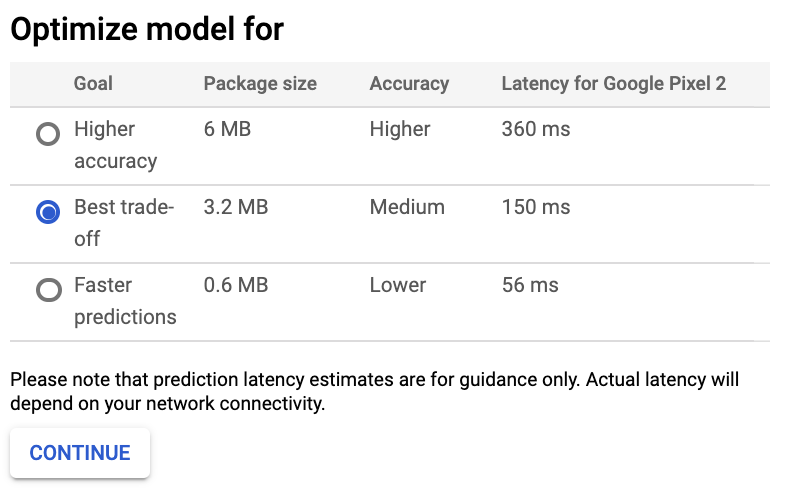 Optimize model for
Goal Package size Accuracy Latency for Google Pixel 2
Higher accuracy 6 MB Higher 360 ms
Best trade-off 3.2 MB Medium 150 ms
Faster predictions 0.6 MB Lower 56 ms
Please note that prediction latency estimates are for guidance only. Actual latency will
depend on your network connectivity.
CONTINUE